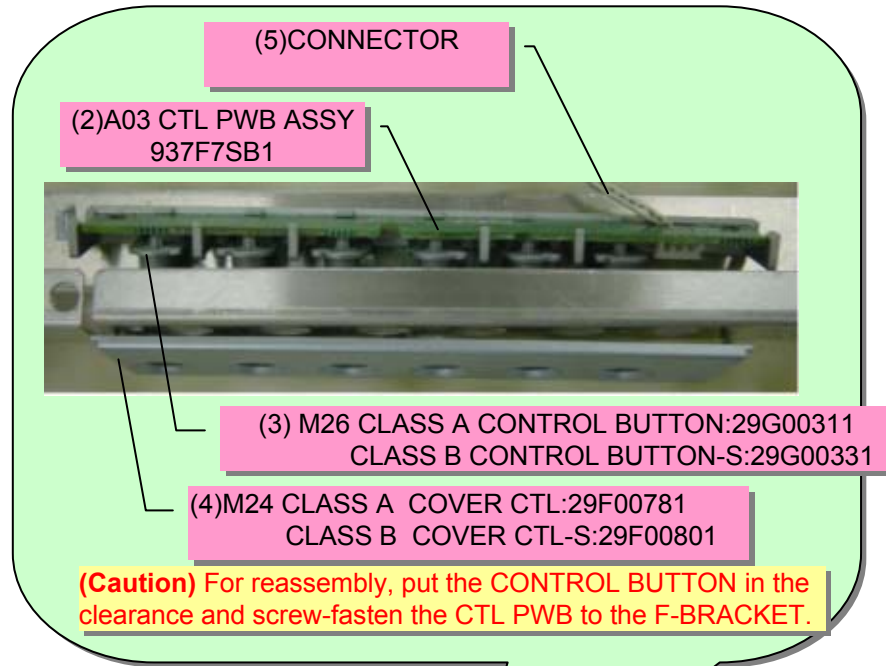 (5)CONNECTOR
(2)A03 CTL PWB ASSY
937F7SB1
(3) M26 CLASS A CONTROL BUTTON:29G00311
CLASS B CONTROL BUTTON-S:29G00331
(4)M24 CLASS A COVER CTL:29F00781
CLASS B COVER CTL-S:29F00801
(Caution) For reassembly, put the CONTROL BUTTON in the
clearance and screw-fasten the CTL PWB to the F-BRACKET.